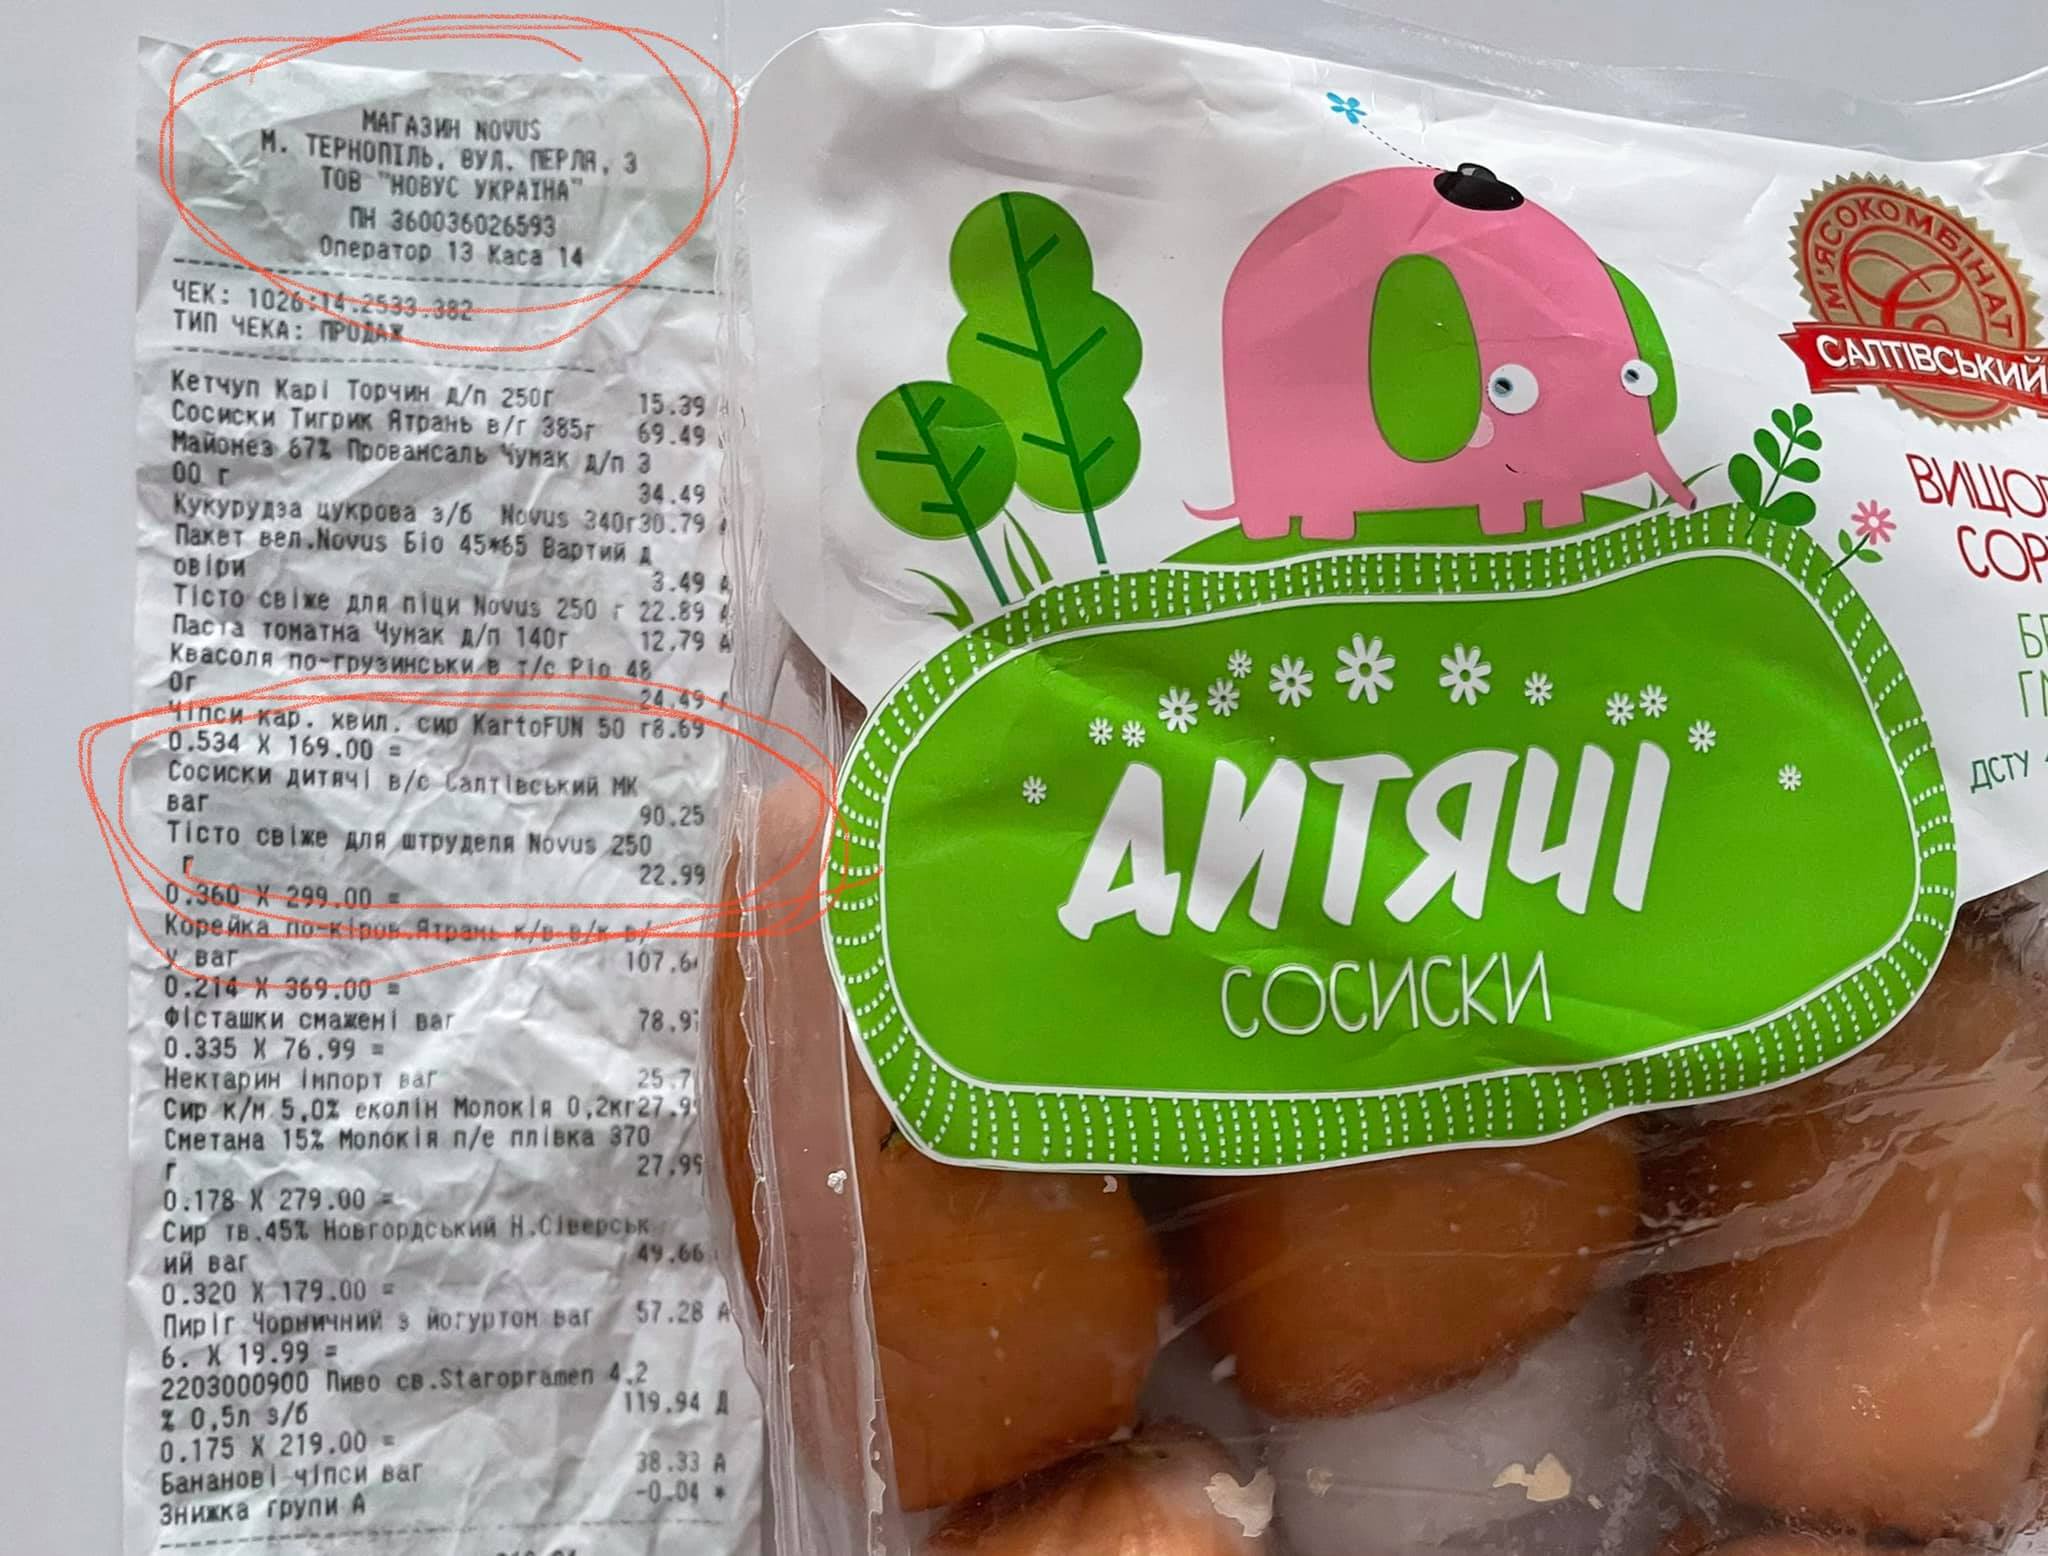 МАГАЗИН NOVUS
М. ТЕРНОПІЛЬ, ВУЛ. ПЕРЛЯ, 3
ТОВ "НОВУС УКРАЇНА"
ПН 360036026593
Оператор 13 Каса 14
ЧЕК: 1026:14.2533.382
ТИП ЧЕКА: ПРОДАЖ
Кетчуп Карі Торчин д/п 250г 15.39
Сосиски Тигрик Ятрань в/г 385г 69.49
Майонез 67% Провансаль Чумак д/п 3
00 г 34.49
Кукурудза цукрова з/б Novus 340г30.79
Пакет вел.Novus Біо 45*65 Вартий д
овіри 3.49 А
Тісто свіже для піци Novus 250 г 22.89 А
Паста томатна Чумак д/п 140г 12.79 А
Квасоля по-грузинськи в т/с Ріо 48
0г 24.49
Чіпси кар. хвил. сир KartoFUN 50 г8.69
0.534 X 169.00 =
Сосиски дитячі в/с Салтівський МК
ваг 90.25
Тісто свіже для штруделя Novus 250
г 22.99
0.360 X 299.00 =
Корейка по-кіров.Ятрань к/в в/к в/
у ваг 107.6
0.214 X 369.00 =
Фісташки смажені ваг 78.9
0.335 X 76.99 =
Нектарин імпорт ваг 25.7
Сир к/м 5,0% еколін Молокія 0,2кг27.9
Сметана 15% Молокія п/е плівка 370
г 27.95
0.178 X 279.00 =
Сир тв.45% Новгордський Н.Сіверськ
ий ваг 49.66
0.320 X 179.00 =
Пиріг Чорничний з йогуртом ваг 57.28 А
6. X 19.99 =
2203000900 Пиво св.Staropramen 4,2
% 0,5л з/б 119.94 Д
0.175 X 219.00 =
Бананові чіпси ваг 38.33 А
Знижка групи А -0.04 *
М'ЯСОКОМБІНАТ
САЛТІВСЬКИЙ
ДСТУ
ДИТЯЧІ
СОСИСКИ